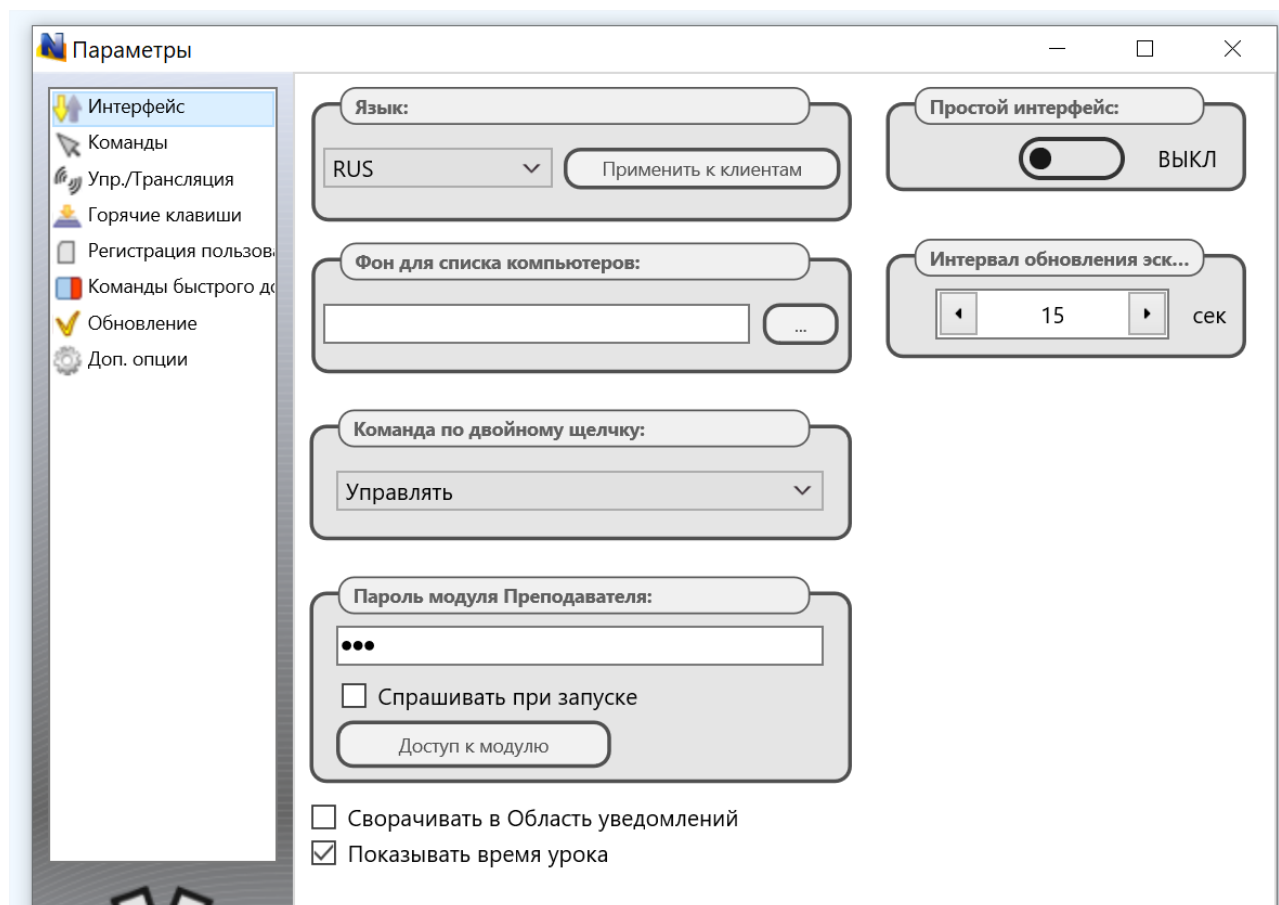 Параметры
Интерфейс
Команды
Упр./Трансляция
Горячие клавиши
Регистрация пользов
Команды быстрого д
Обновление
Доп. опции
Язык:
RUS
Применить к клиентам
Фон для списка компьютеров:
...
Команда по двойному щелчку:
Управлять
Пароль модуля Преподавателя:
•••
Спрашивать при запуске
Доступ к модулю
Сворачивать в Область уведомлений
Показывать время урока
Простой интерфейс:
ВЫКЛ
Интервал обновления эск...
15
сек